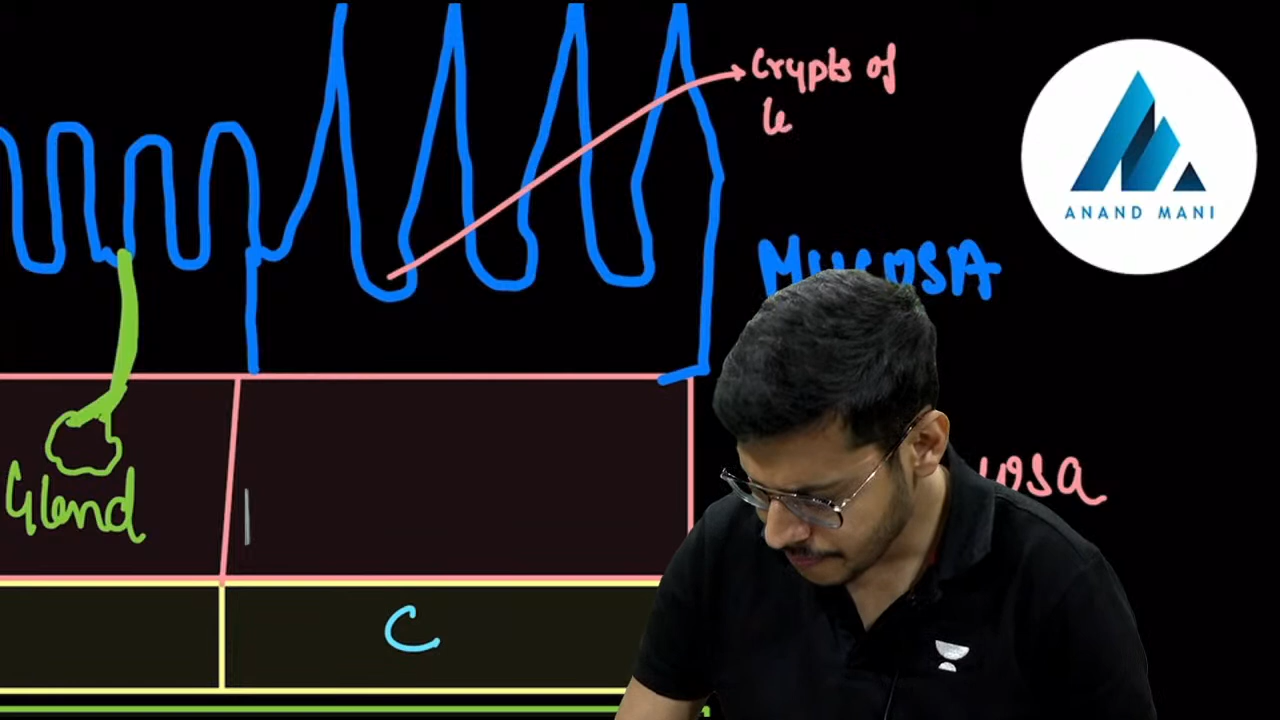 Crypts of
le
ANAND MANI
MUCOSA
Gland
C